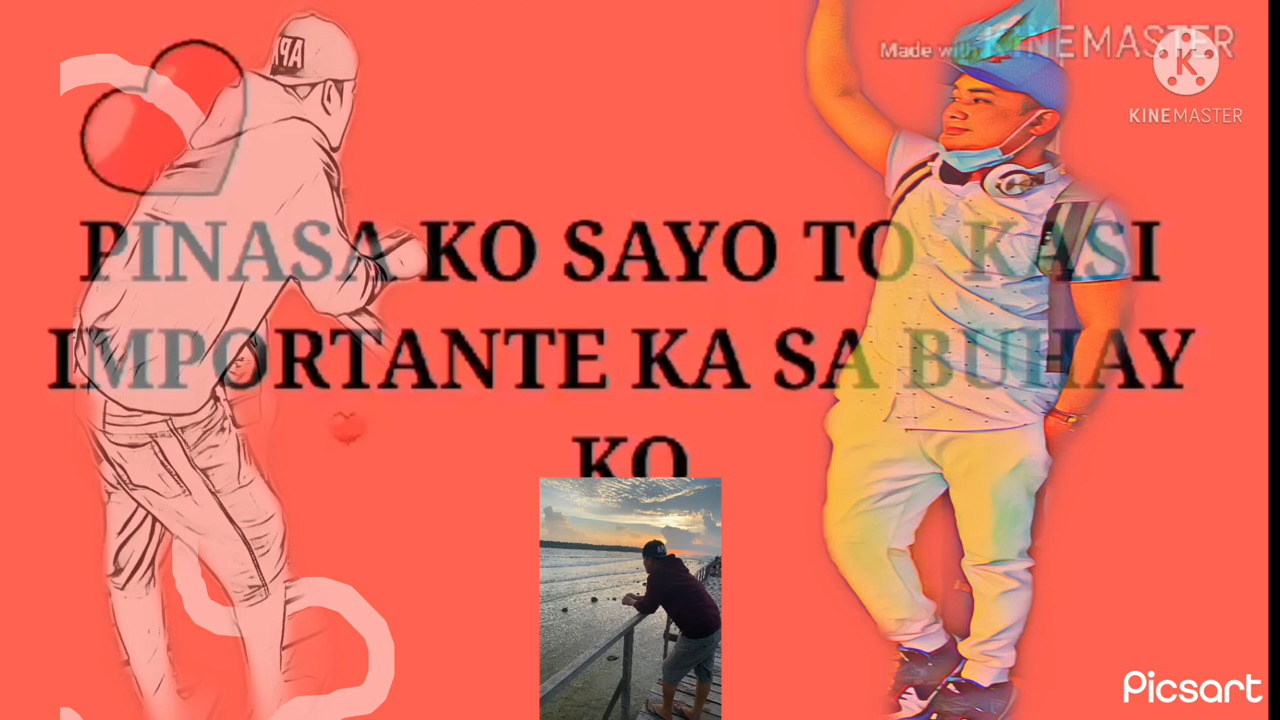 Made with KINEMASTER
K
KINEMASTER
PINASA KO SAYO TO KASI
IMPORTANTE KA SA BUHAY
KO
Picsart